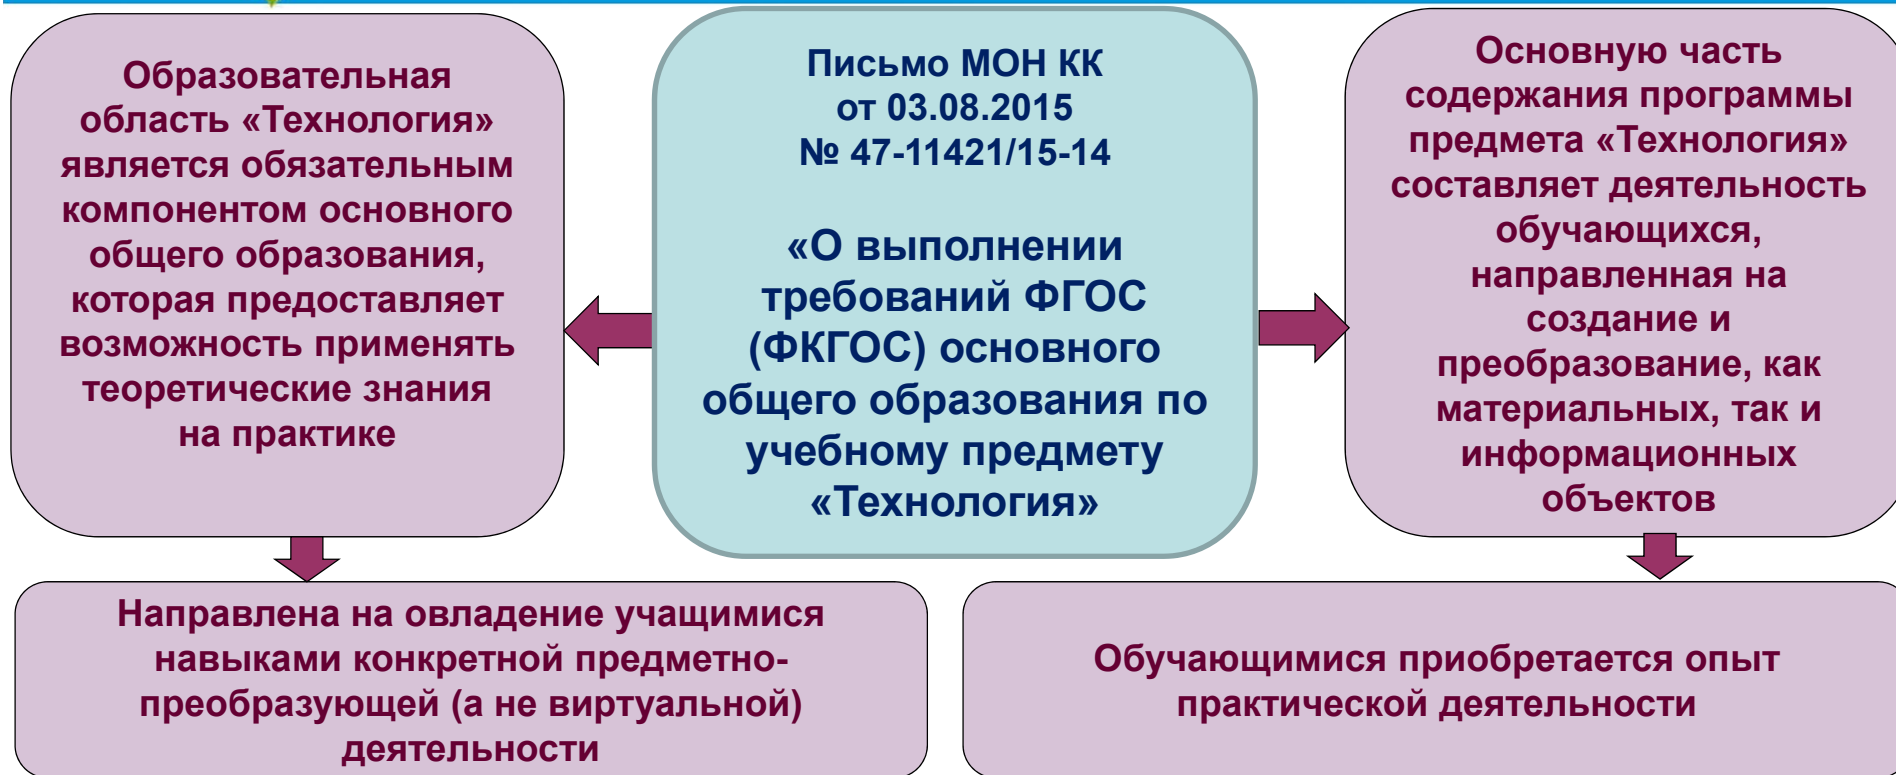 Образовательная
область «Технология»
является обязательным
компонентом основного
общего образования,
которая предоставляет
возможность применять
теоретические знания
на практике
Письмо МОН КК
от 03.08.2015
№ 47-11421/15-14
«О выполнении
требований ФГОС
(ФКГОС) основного
общего образования по
учебному предмету
«Технология»
Основную часть
содержания программы
предмета «Технология»
составляет деятельность
обучающихся,
направленная на
создание и
преобразование, как
материальных, так и
информационных
объектов
Направлена на овладение учащимися
навыками конкретной предметно-
преобразующей (а не виртуальной)
деятельности
Обучающимися приобретается опыт
практической деятельности